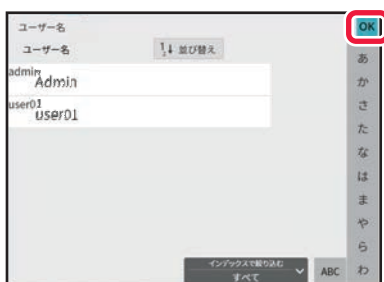 ユーザー名
OK
ユーザー名
並び替え
あ
admin
Admin
か
user01
user01
さ
た
な
は
ま
や
ら
インデックスで絞り込む
すべて
ABC
わ